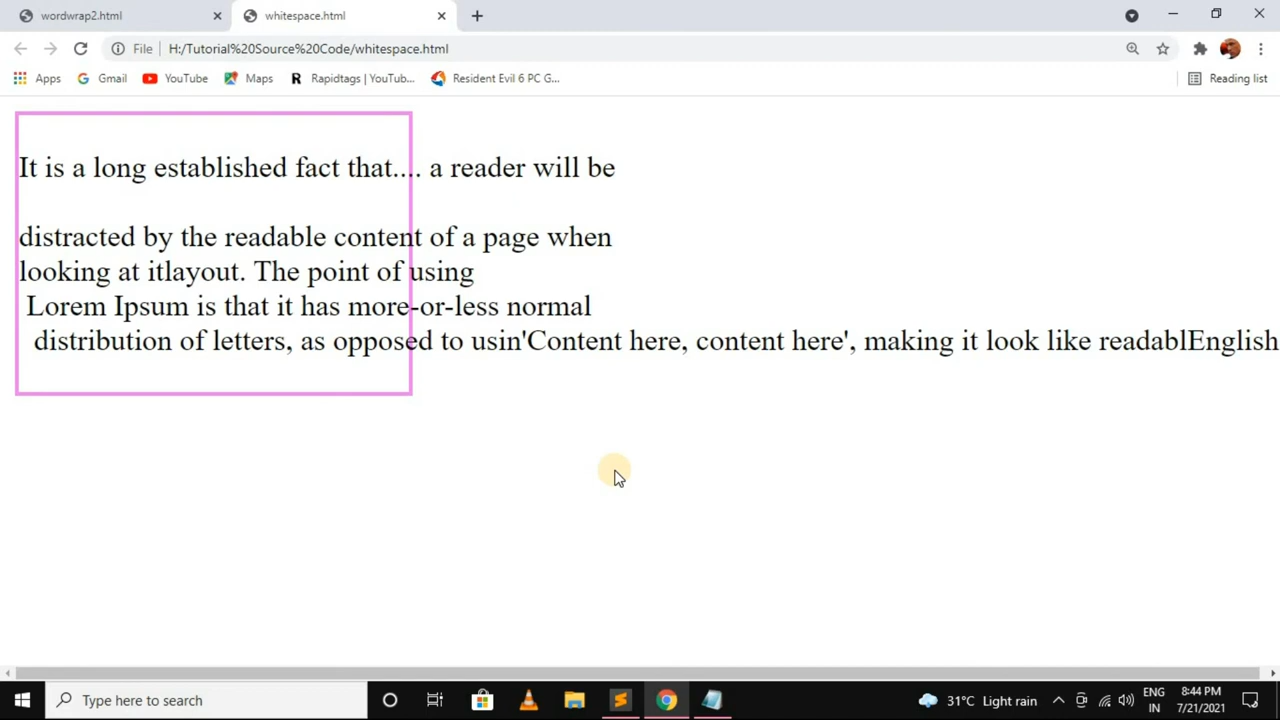 wordwrap2.html
whitespace.html
File
H:/Tutorial%20Source%20Code/whitespace.html
Apps
Gmail
YouTube
Maps
R
Rapidtags | YouTub...
Resident Evil 6 PC G...
Reading list
It is a long established fact that.... a reader will be
distracted by the readable content of a page when
looking at itlayout. The point of using
Lorem Ipsum is that it has more-or-less normal
distribution of letters, as opposed to usin'Content here, content here', making it look like readablEnglish
Type here to search
31°C Light rain
ENG
IN
8:44 PM
7/21/2021